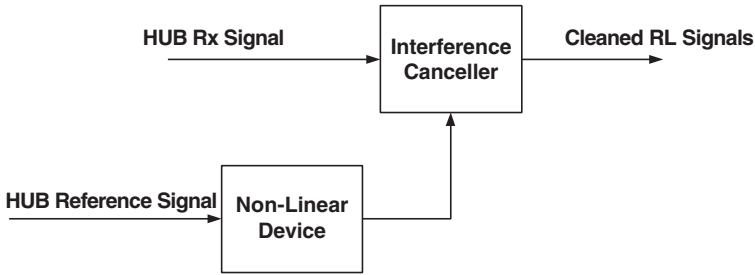 HUB Rx Signal
Interference
Canceller
Cleaned RL Signals
HUB Reference Signal
Non-Linear
Device